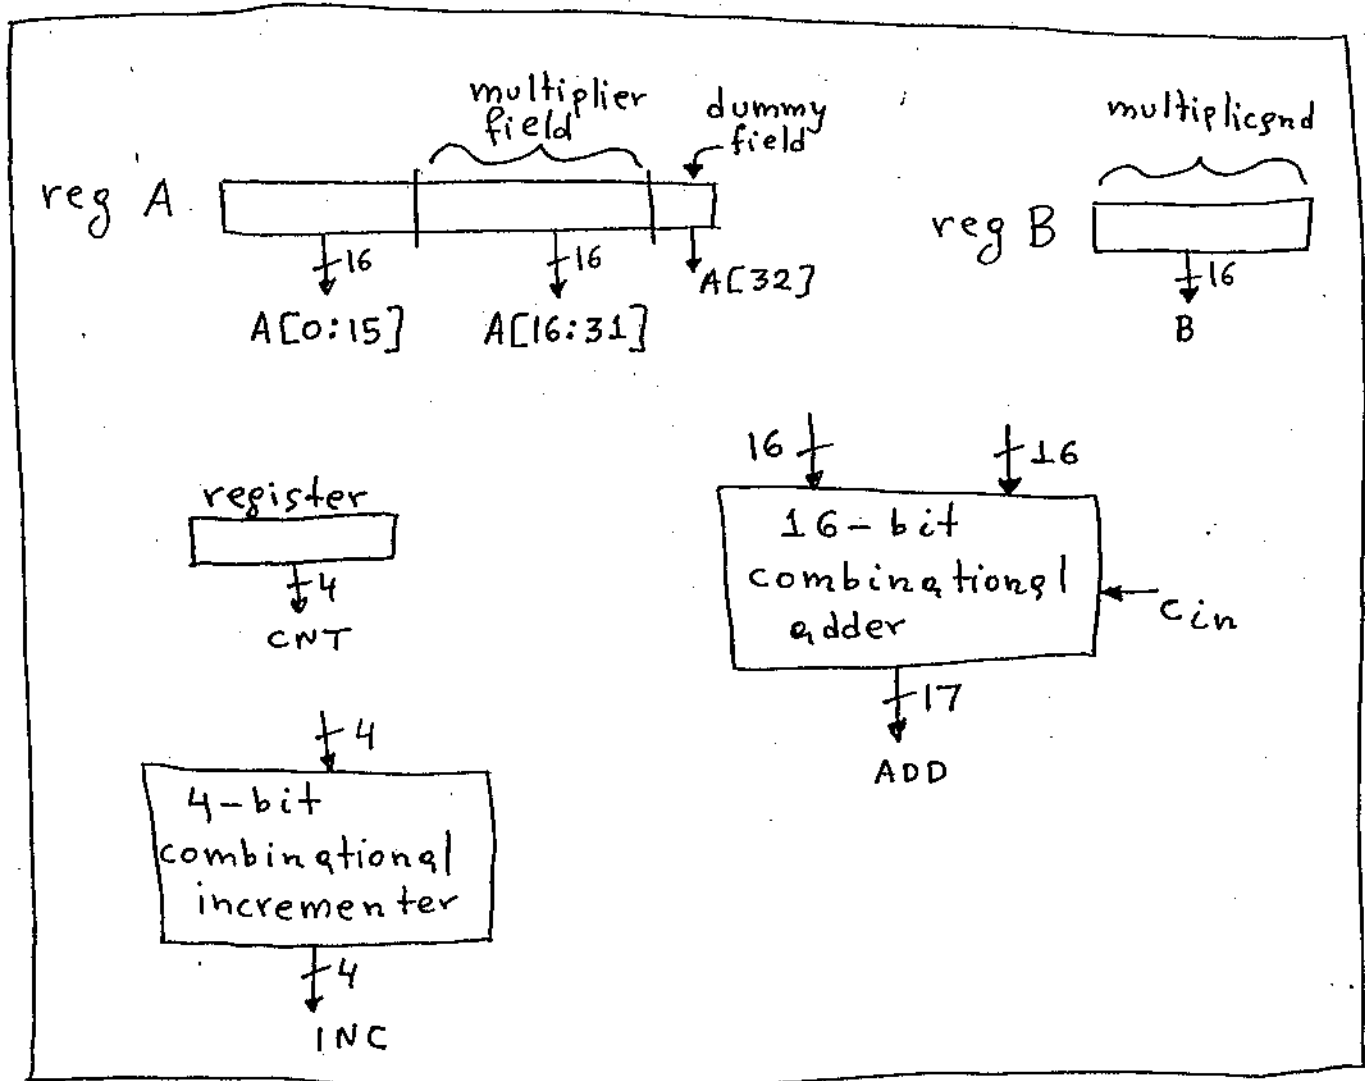 multiplier
field
dummy
field
multiplicand
reg A
reg B
16
16
16
A[32]
A[0:15]
A[16:31]
B
16
16
register
16-bit
combinational
adder
cin
4
CNT
17
ADD
4
4-bit
combinational
incrementer
4
INC